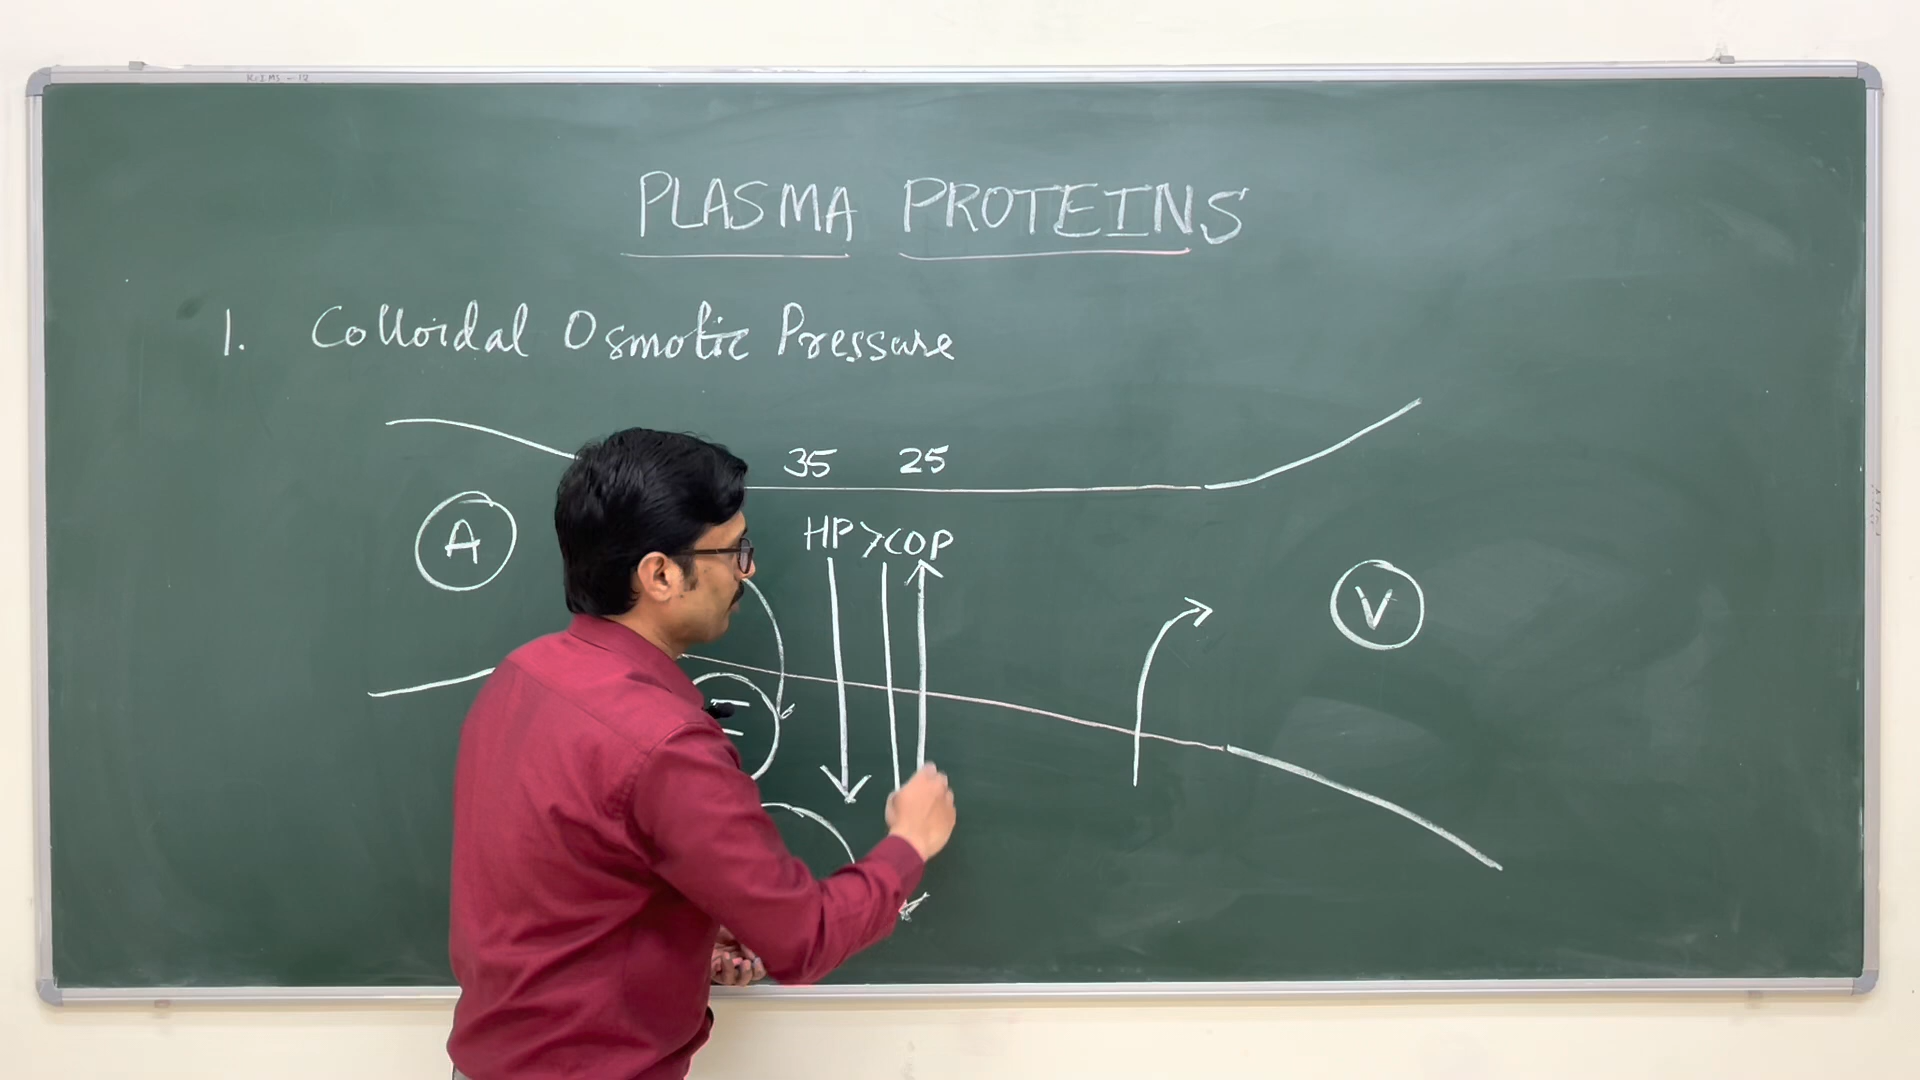 PLASMA PROTEINS
1. Colloidal Osmotic Pressure
35 25
HP > COP
A
V